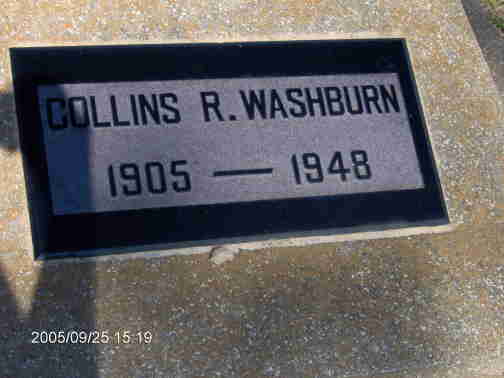 COLLINS R. WASHBURN
1905 — 1948
2005/09/25 15:19